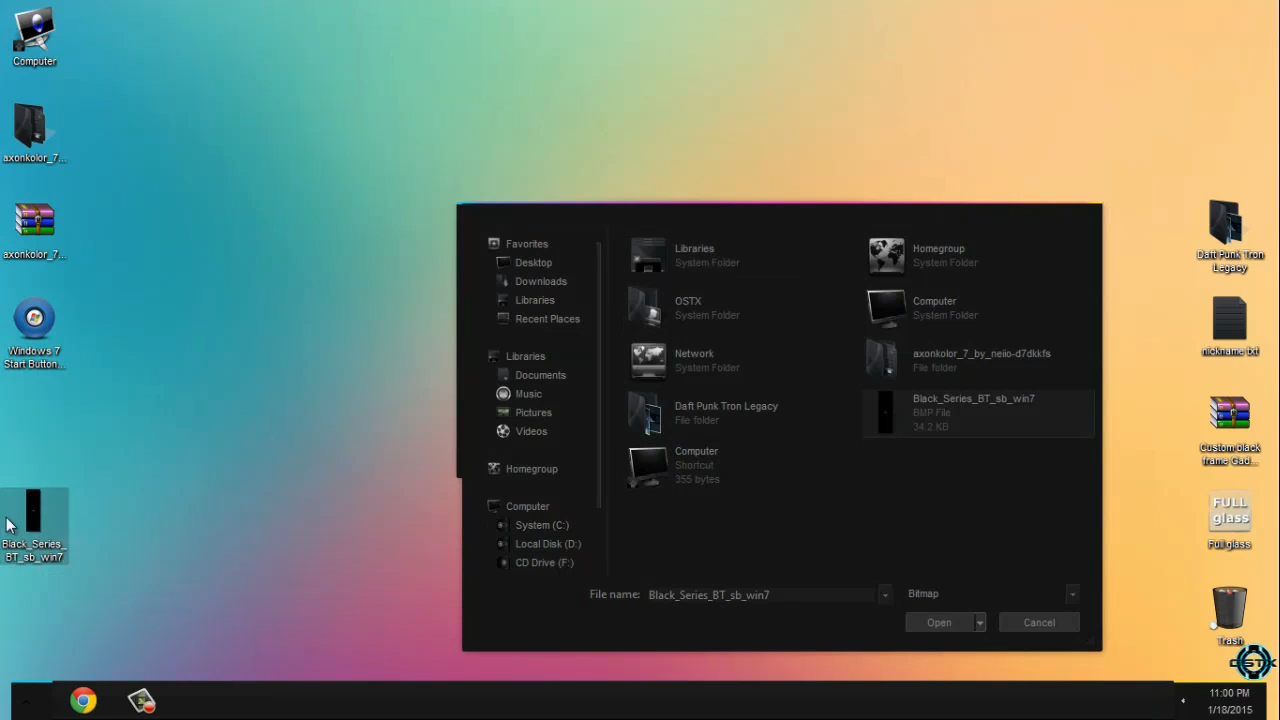 Computer
axonkolor_7...
axonkolor_7...
Windows 7
Start Button...
Black_Series_
BT_sb_win7
Favorites
Desktop
Downloads
Libraries
Recent Places
Libraries
Documents
Music
Pictures
Videos
Homegroup
Computer
System (C:)
Local Disk (D:)
CD Drive (F:)
Libraries
System Folder
Homegroup
System Folder
OSTX
System Folder
Computer
System Folder
Network
System Folder
axonkolor_7_by_neiio-d7dkkfs
File folder
Daft Punk Tron Legacy
File folder
Black_Series_BT_sb_win7
BMP File
34.2 KB
Computer
Shortcut
355 bytes
File name: Black_Series_BT_sb_win7
Bitmap
Open
Cancel
Daft Punk Tron
Legacy
nickname txt
Custom black
frame Gad...
FULL
glass
Full glass
Trash
OSTX
11:00 PM
1/18/2015